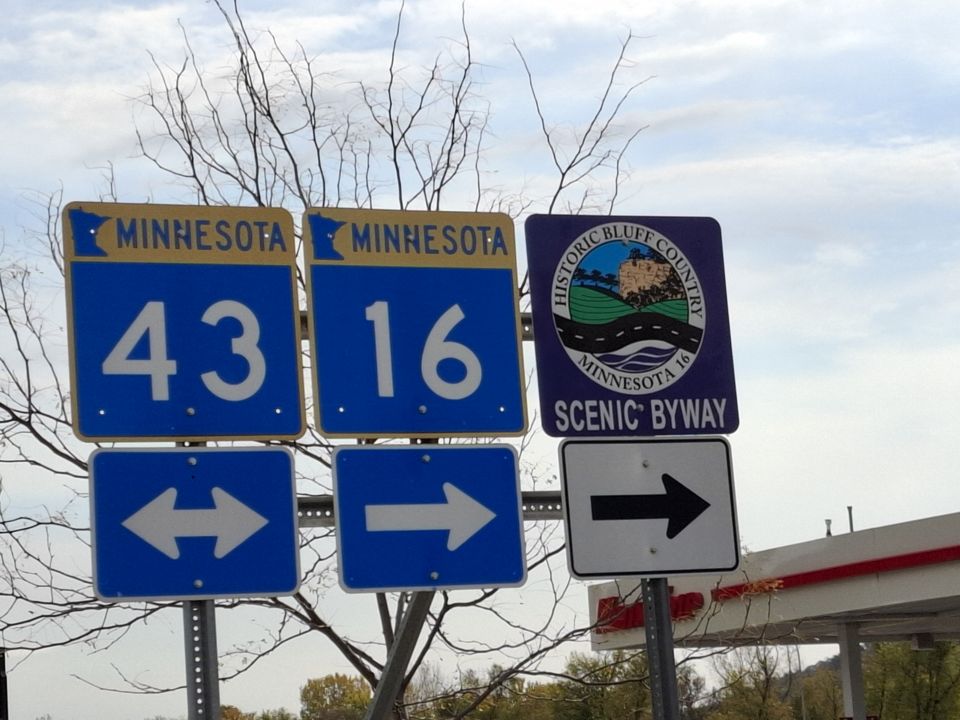 MINNESOTA
43
MINNESOTA
16
HISTORIC BLUFF COUNTRY
MINNESOTA 16
SCENIC BYWAY